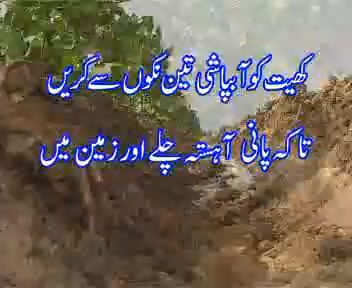 کھیت کو آبپاشی تین نکوں سے کریں
تاکہ پانی آہستہ چلے اور زمین میں